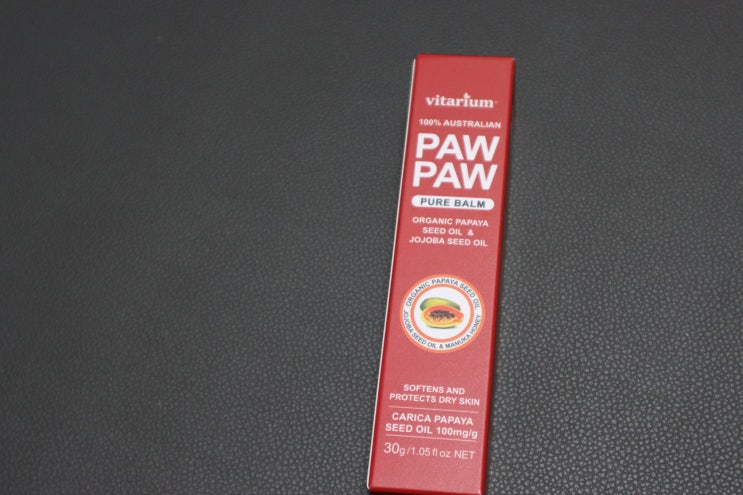 vitarium
100% AUSTRALIAN
PAW
PAW
PURE BALM
ORGANIC PAPAYA
SEED OIL &
JOJOBA SEED OIL
ORGANIC PAPAYA SEED OIL
JOJOBA SEED OIL & MANUKA HONEY
SOFTENS AND
PROTECTS DRY SKIN
CARICA PAPAYA
SEED OIL 100mg/g
30g/1.05 fl oz NET